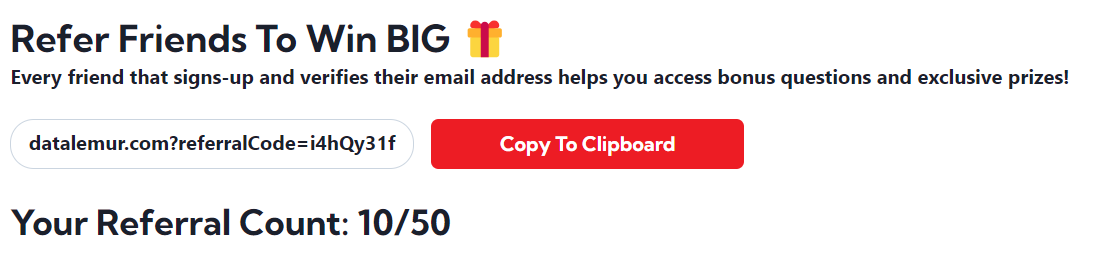 Refer Friends To Win BIG 🎁
Every friend that signs-up and verifies their email address helps you access bonus questions and exclusive prizes!
datalemur.com?referralCode=i4hQy31f
Copy To Clipboard
Your Referral Count: 10/50